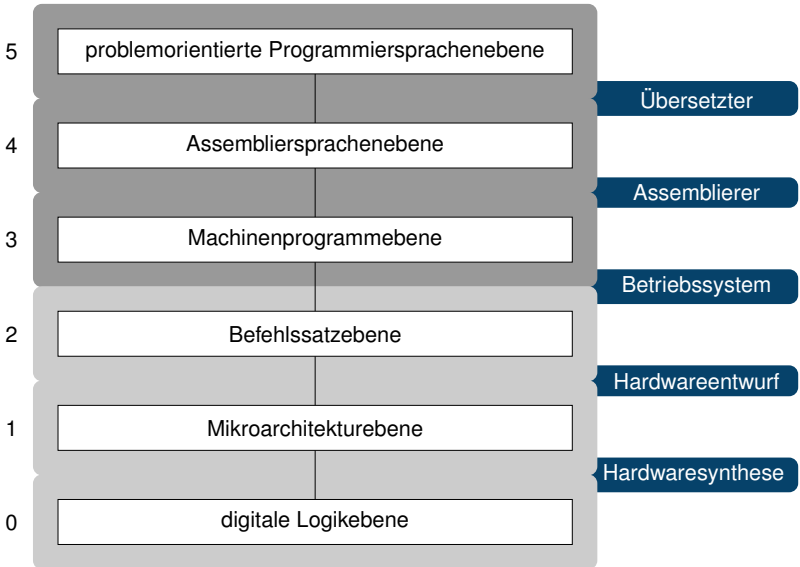 5
problemorientierte Programmiersprachenebene
Übersetzter
4
Assembliersprachenebene
Assemblierer
3
Machinenprogrammebene
Betriebssystem
2
Befehlssatzebene
Hardwareentwurf
1
Mikroarchitekturebene
Hardwaresynthese
0
digitale Logikebene